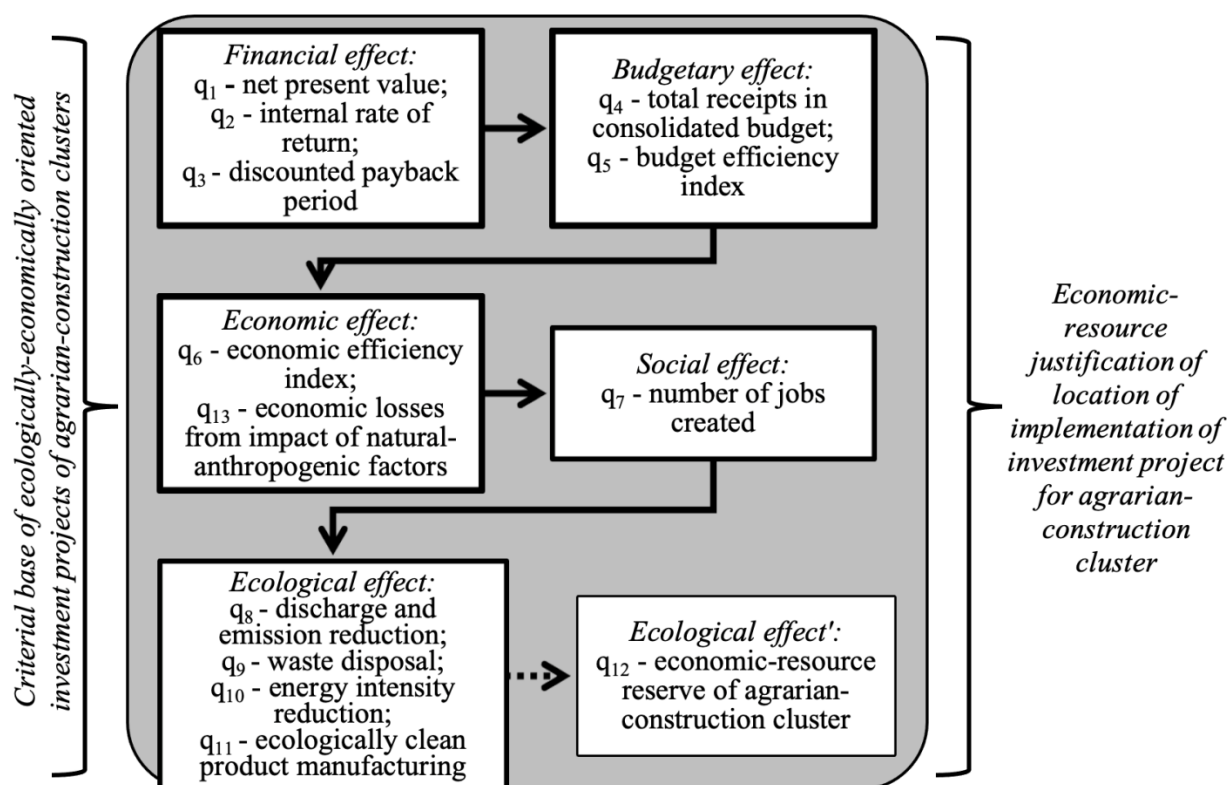 Criterial base of ecologically-economically oriented
investment projects of agrarian-construction clusters
Financial effect:
q₁ - net present value;
q₂ - internal rate of
return;
q₃ - discounted payback
period
Budgetary effect:
q₄ - total receipts in
consolidated budget;
q₅ - budget efficiency
index
Economic effect:
q₆ - economic efficiency
index;
q₁₃ - economic losses
from impact of natural-
anthropogenic factors
Social effect:
q₇ - number of jobs
created
Ecological effect:
q₈ - discharge and
emission reduction;
q₉ - waste disposal;
q₁₀ - energy intensity
reduction;
q₁₁ - ecologically clean
product manufacturing
Ecological effect':
q₁₂ - economic-resource
reserve of agrarian-
construction cluster
Economic-
resource
justification of
location of
implementation of
investment project
for agrarian-
construction
cluster